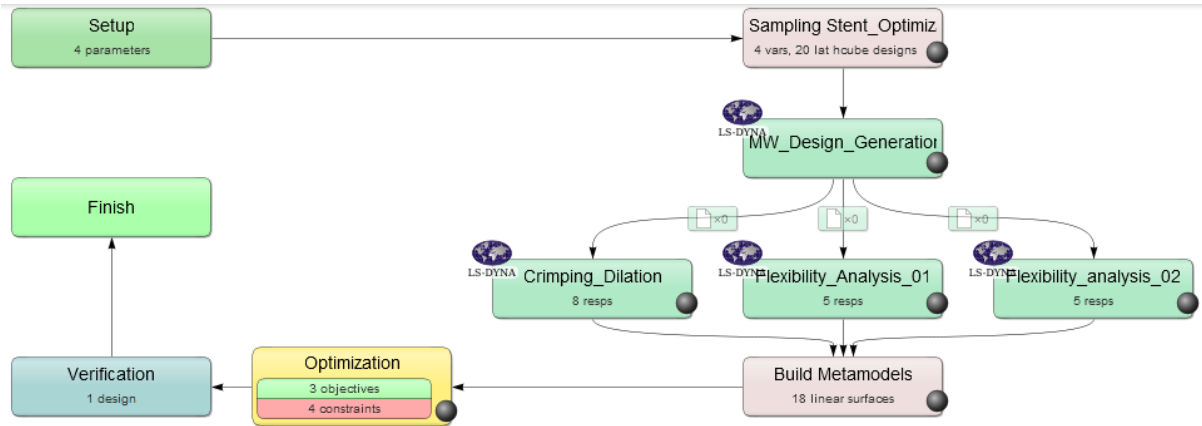 Setup
4 parameters
Sampling Stent_Optimiz
4 vars, 20 lat hcube designs
LS-DYNA
MW_Design_Generation
Finish
×0
×0
×0
LS-DYNA
Crimping_Dilation
8 resps
LS-DYNA
Flexibility_Analysis_01
5 resps
LS-DYNA
Flexibility_analysis_02
5 resps
Verification
1 design
Optimization
3 objectives
4 constraints
Build Metamodels
18 linear surfaces